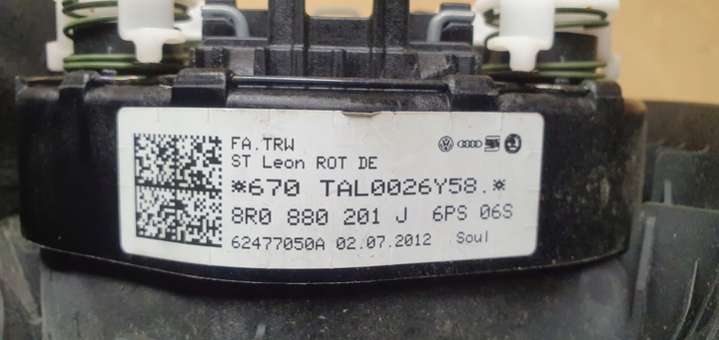 FA.TRW
ST Leon ROT DE
*670 TAL0026Y58.*
8R0 880 201 J 6PS 06S
62477050A 02.07.2012 Soul